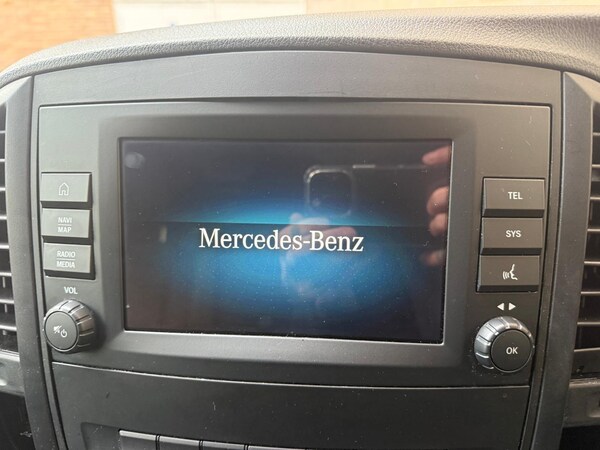 NAVI
MAP
RADIO
MEDIA
VOL
Mercedes-Benz
TEL
SYS
OK